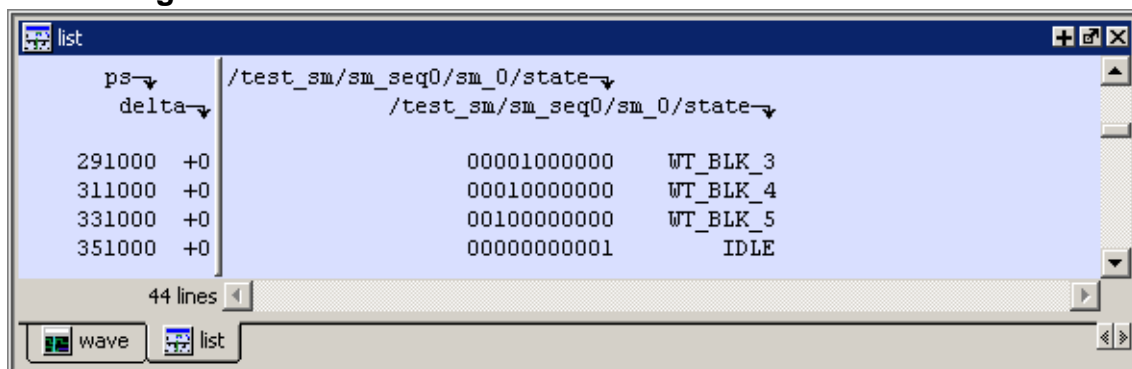 list
ps /test_sm/sm_seq0/sm_0/state
delta /test_sm/sm_seq0/sm_0/state
291000 +0 00001000000 WT_BLK_3
311000 +0 00010000000 WT_BLK_4
331000 +0 00100000000 WT_BLK_5
351000 +0 00000000001 IDLE
44 lines
wave list